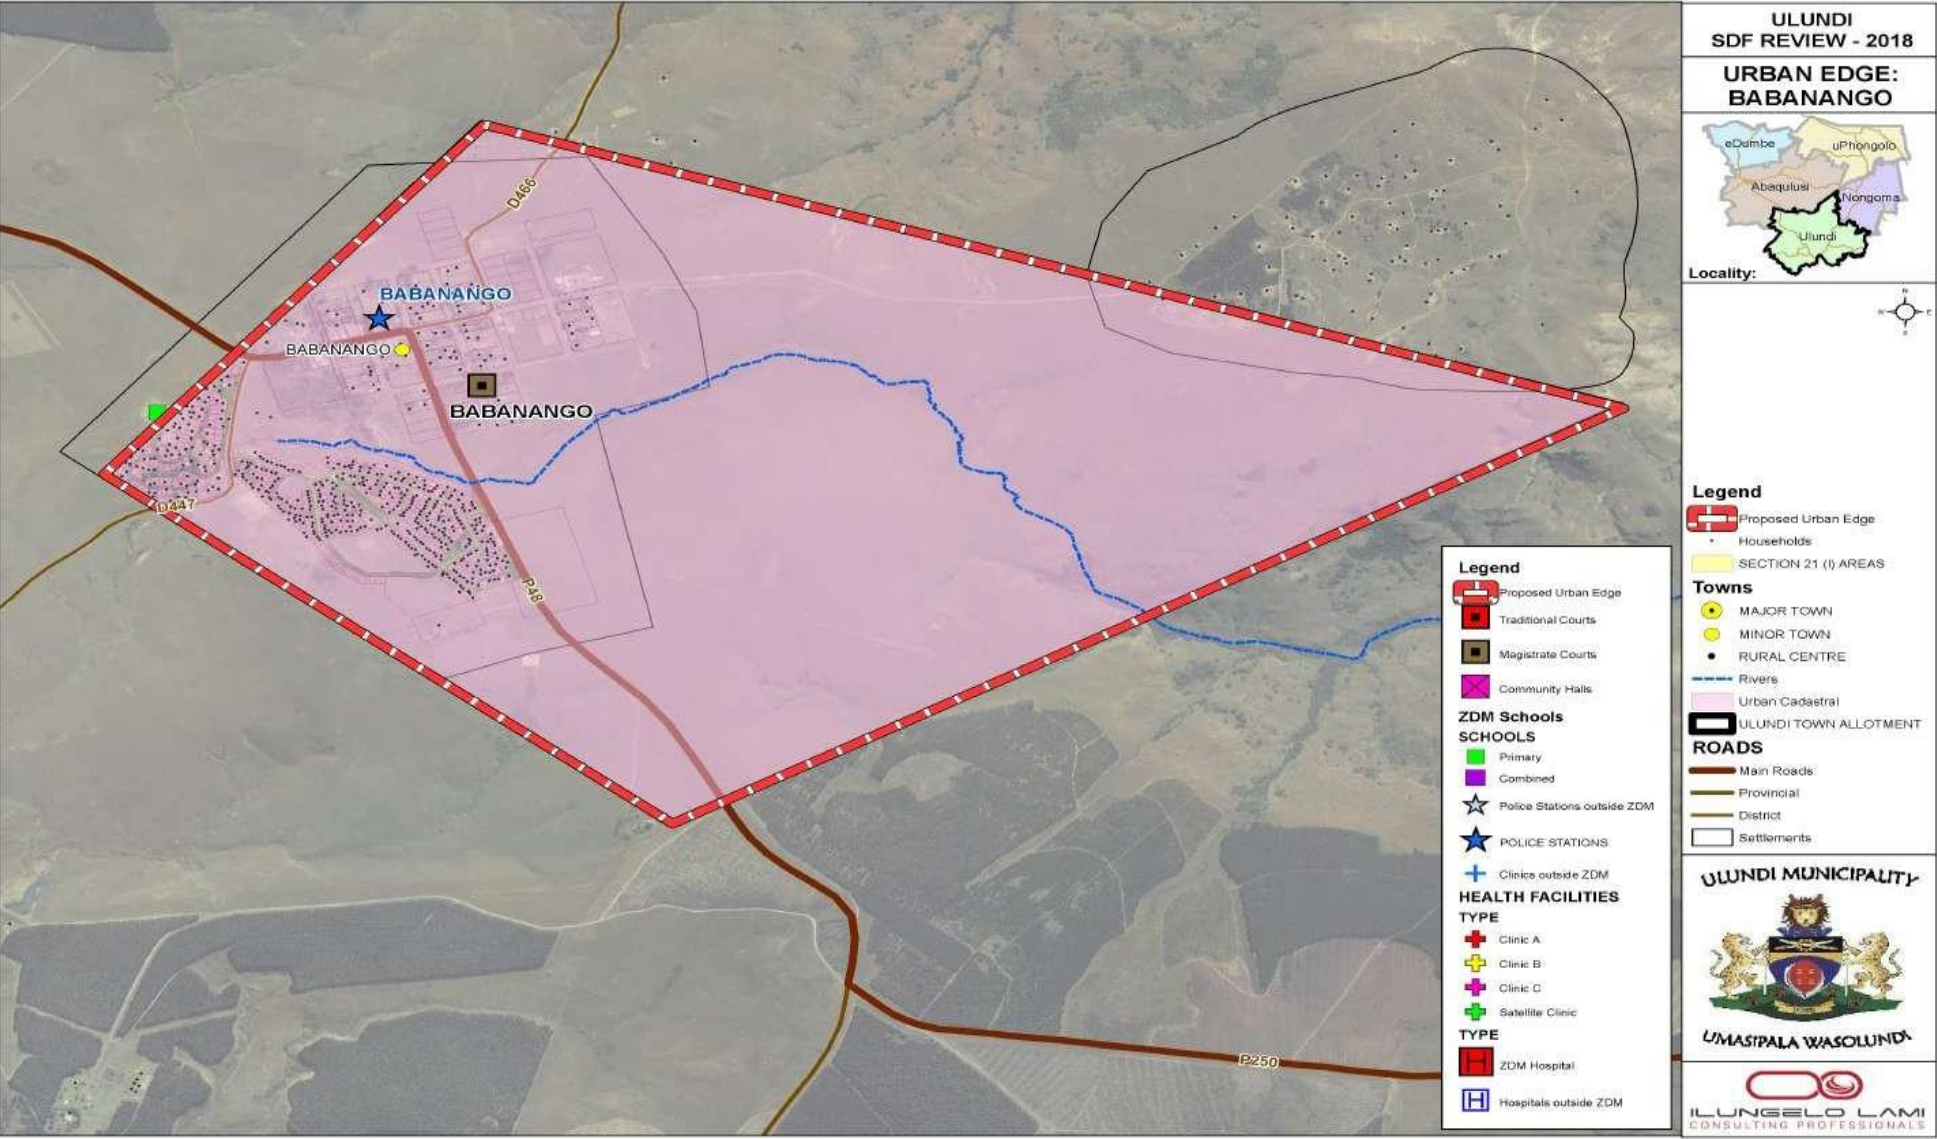 D466
BABANANGO
BABANANGO
BABANANGO
D447
P48
P250
Legend
Proposed Urban Edge
Traditional Courts
Magistrate Courts
Community Halls
ZDM Schools
SCHOOLS
Primary
Combined
Police Stations outside ZDM
POLICE STATIONS
Clinics outside ZDM
HEALTH FACILITIES
TYPE
Clinic A
Clinic B
Clinic C
Satellite Clinic
TYPE
ZDM Hospital
Hospitals outside ZDM
ULUNDI
SDF REVIEW - 2018
URBAN EDGE:
BABANANGO
eDumbe
uPhongolo
Abaqulusi
Nongoma
Ulundi
Locality:
N
W E
S
Legend
Proposed Urban Edge
Households
SECTION 21 (I) AREAS
Towns
MAJOR TOWN
MINOR TOWN
RURAL CENTRE
Rivers
Urban Cadastral
ULUNDI TOWN ALLOTMENT
ROADS
Main Roads
Provincial
District
Settlements
ULUNDI MUNICIPALITY
UMASIPALA WASOLUNDI
ILUNGELO LAMI
CONSULTING PROFESSIONALS